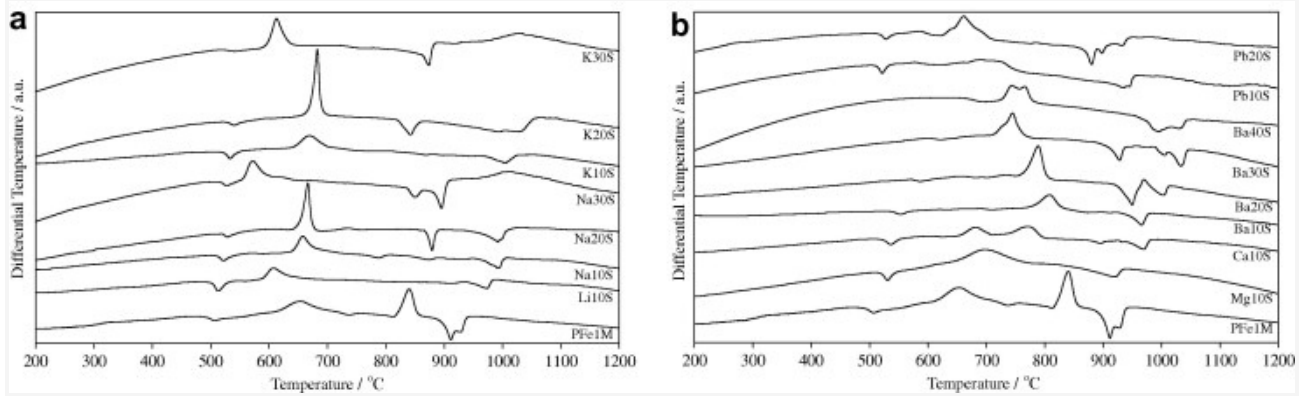 a
Differential Temperature / a.u.
K30S
K20S
K10S
Na30S
Na20S
Na10S
Li10S
PFe1M
200 300 400 500 600 700 800 900 1000 1100 1200
Temperature / °C
b
Differential Temperature / a.u.
Pb20S
Pb10S
Ba40S
Ba30S
Ba20S
Ba10S
Ca10S
Mg10S
PFe1M
200 300 400 500 600 700 800 900 1000 1100 1200
Temperature / °C